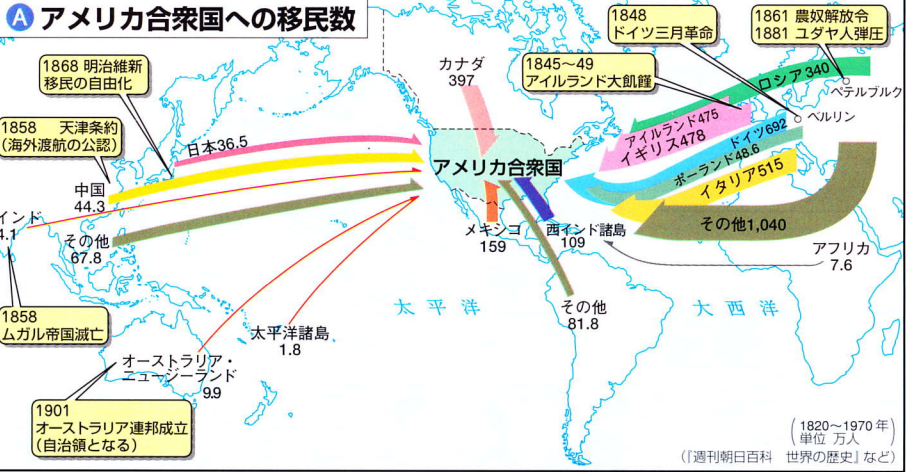 A アメリカ合衆国への移民数
1848
ドイツ三月革命
1861 農奴解放令
1881 ユダヤ人弾圧
1868 明治維新
移民の自由化
カナダ
397
1845〜49
アイルランド大飢饉
ロシア340
ペテルブルク
1858 天津条約
(海外渡航の公認)
日本36.5
アイルランド475
イギリス478
ベルリン
ドイツ692
ポーランド48.6
イタリア515
アメリカ合衆国
中国
44.3
インド
4.1
その他
67.8
メキシコ
159
西インド諸島
109
その他1,040
アフリカ
7.6
1858
ムガル帝国滅亡
太平洋
大西洋
その他
81.8
太平洋諸島
1.8
オーストラリア・
ニュージーランド
9.9
1901
オーストラリア連邦成立
(自治領となる)
(1820〜1970年
単位 万人)
(『週刊朝日百科 世界の歴史』など)